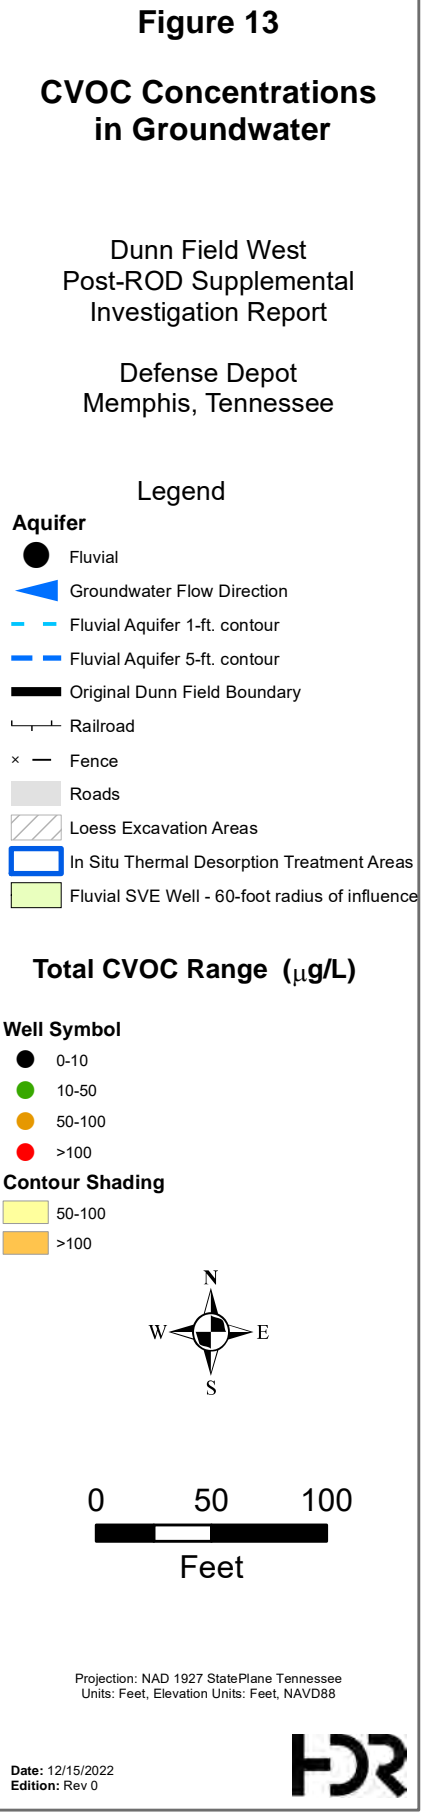 Figure 13
CVOC Concentrations
in Groundwater
Dunn Field West
Post-ROD Supplemental
Investigation Report
Defense Depot
Memphis, Tennessee
Legend
Aquifer
Fluvial
Groundwater Flow Direction
Fluvial Aquifer 1-ft. contour
Fluvial Aquifer 5-ft. contour
Original Dunn Field Boundary
Railroad
Fence
Roads
Loess Excavation Areas
In Situ Thermal Desorption Treatment Areas
Fluvial SVE Well - 60-foot radius of influence
Total CVOC Range (µg/L)
Well Symbol
0-10
10-50
50-100
>100
Contour Shading
50-100
>100
N
W E
S
0 50 100
Feet
Projection: NAD 1927 StatePlane Tennessee
Units: Feet, Elevation Units: Feet, NAVD88
Date: 12/15/2022
Edition: Rev 0
HDR